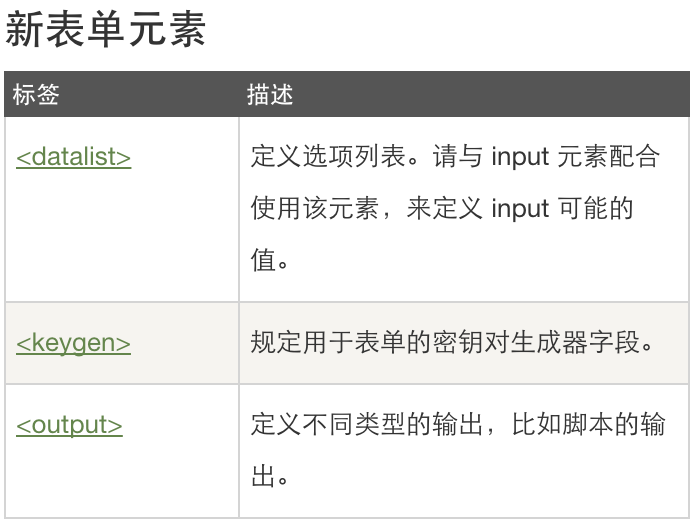 新表单元素
标签 描述
<datalist> 定义选项列表。请与 input 元素配合
使用该元素，来定义 input 可能的
值。
<keygen> 规定用于表单的密钥对生成器字段。
<output> 定义不同类型的输出，比如脚本的输
出。